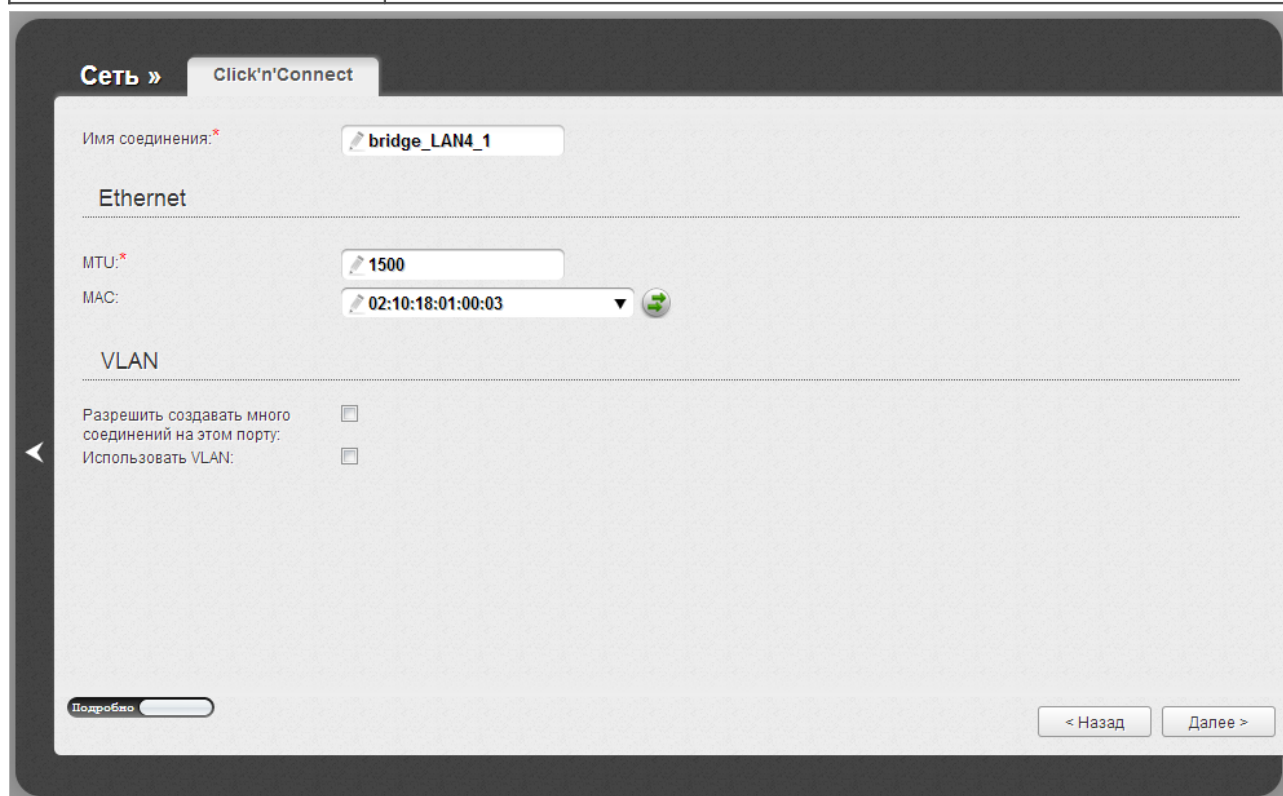 Сеть »
Click'n'Connect
Имя соединения:*
bridge_LAN4_1
Ethernet
MTU:*
1500
MAC:
02:10:18:01:00:03
VLAN
Разрешить создавать много
соединений на этом порту:
Использовать VLAN:
Подробно
< Назад
Далее >